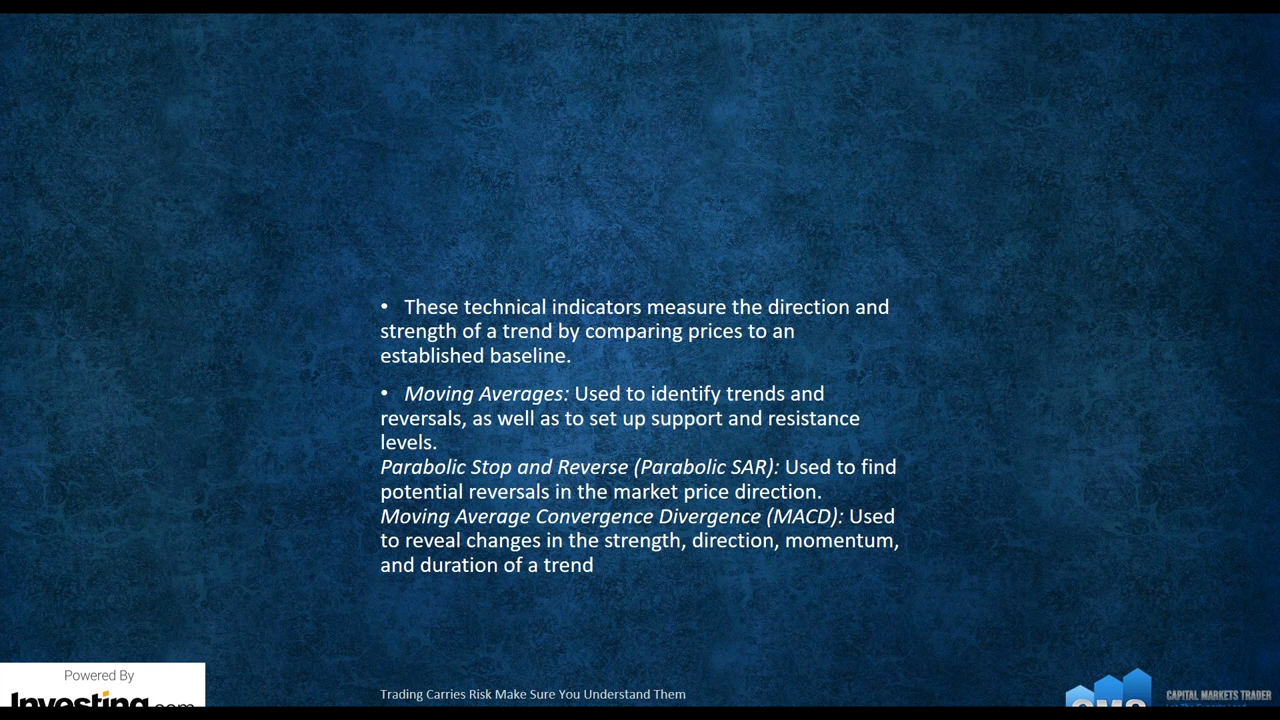 • These technical indicators measure the direction and
strength of a trend by comparing prices to an
established baseline.
• Moving Averages: Used to identify trends and
reversals, as well as to set up support and resistance
levels.
Parabolic Stop and Reverse (Parabolic SAR): Used to find
potential reversals in the market price direction.
Moving Average Convergence Divergence (MACD): Used
to reveal changes in the strength, direction, momentum,
and duration of a trend
Powered By
Investing.com
Trading Carries Risk Make Sure You Understand Them
CAPITAL MARKETS TRADER